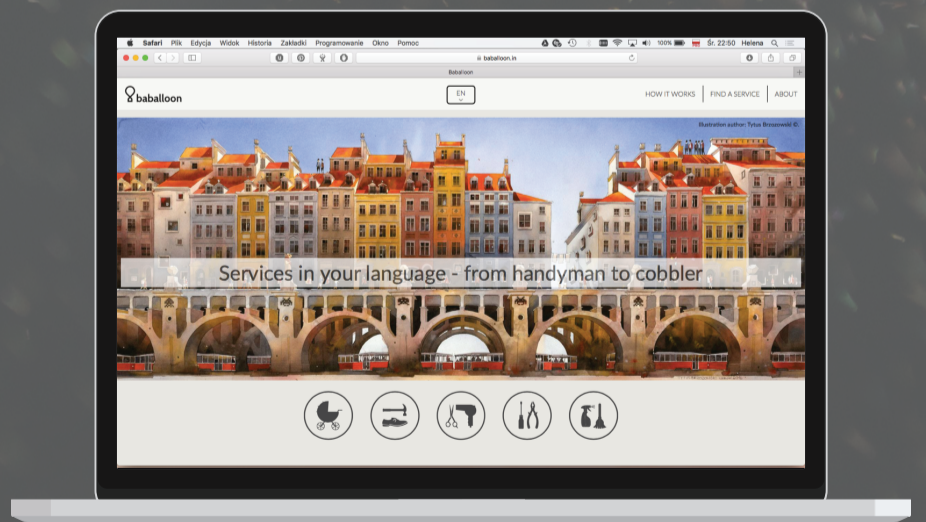 Safari Plik Edycja Widok Historia Zakładki Programowanie Okno Pomoc 100% Śr. 22:50 Helena
baballoon.in
Baballoon
baballoon
EN
HOW IT WORKS FIND A SERVICE ABOUT
Illustration author: Tytus Brzozowski ©
Services in your language - from handyman to cobbler